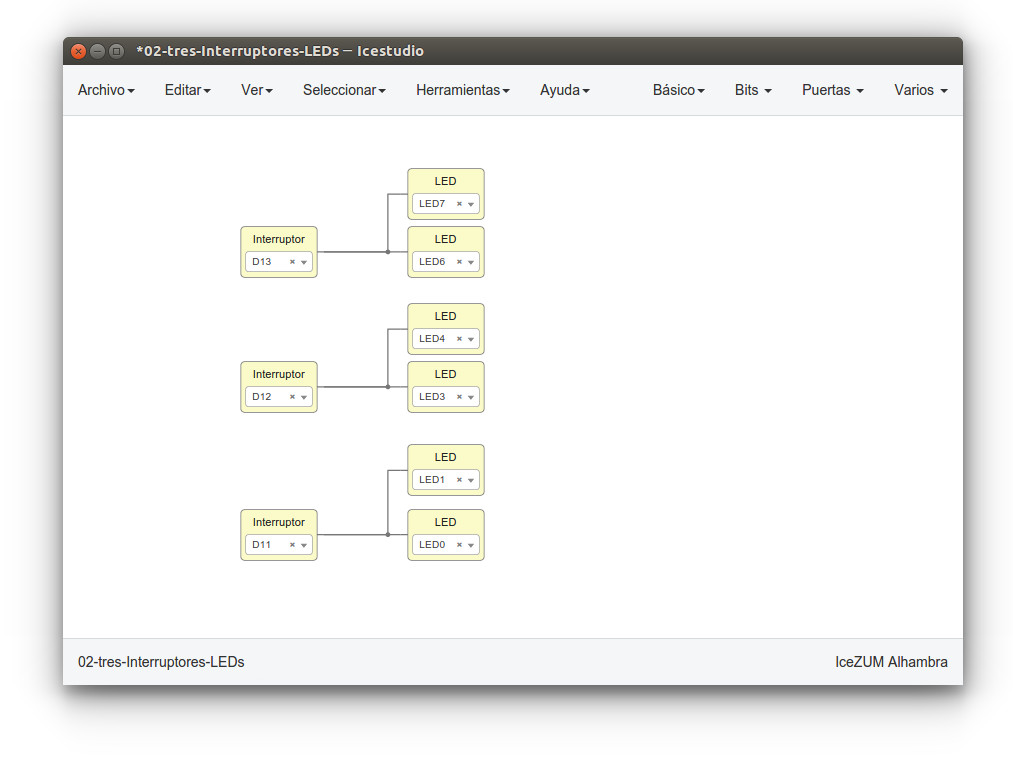 *02-tres-Interruptores-LEDs – Icestudio
Archivo Editar Ver Seleccionar Herramientas Ayuda Básico Bits Puertas Varios
LED
LED7
Interruptor
D13
LED
LED6
LED
LED4
Interruptor
D12
LED
LED3
LED
LED1
Interruptor
D11
LED
LED0
02-tres-Interruptores-LEDs IceZUM Alhambra